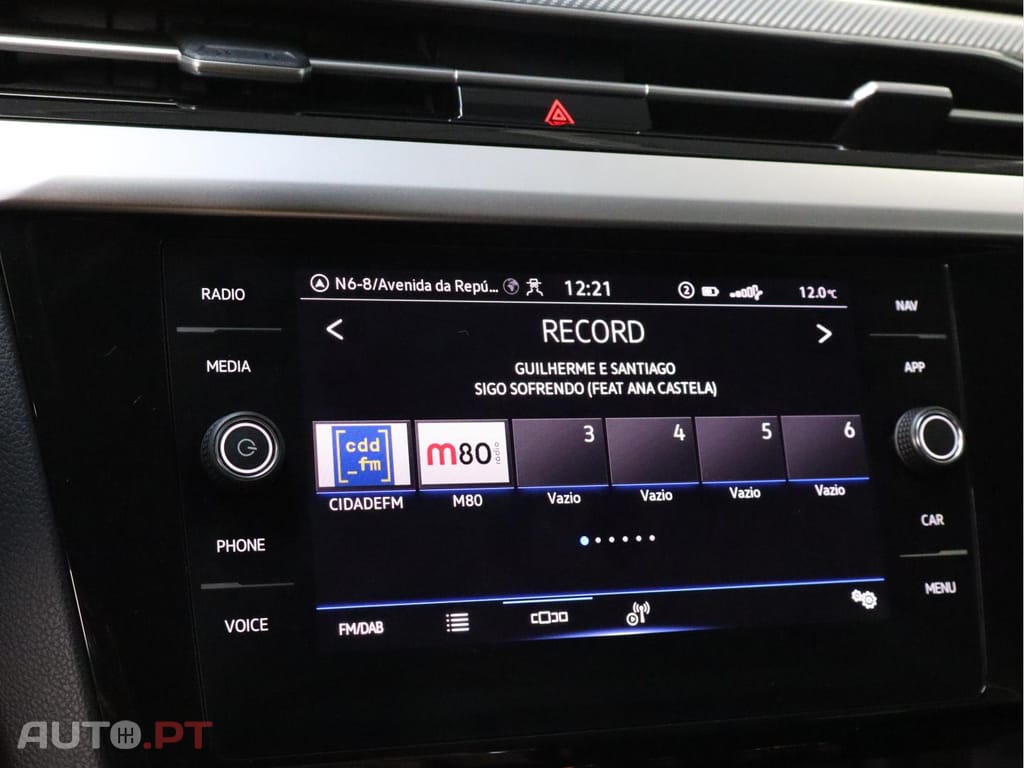 RADIO
MEDIA
PHONE
VOICE
N6-8/Avenida da Repú... 12:21 2 12.0°C
RECORD
GUILHERME E SANTIAGO
SIGO SOFRENDO (FEAT ANA CASTELA)
cdd
_fm
m80
rádio
3
4
5
6
CIDADEFM
M80
Vazio
Vazio
Vazio
Vazio
FM/DAB
NAV
APP
CAR
MENU
AUTO.PT